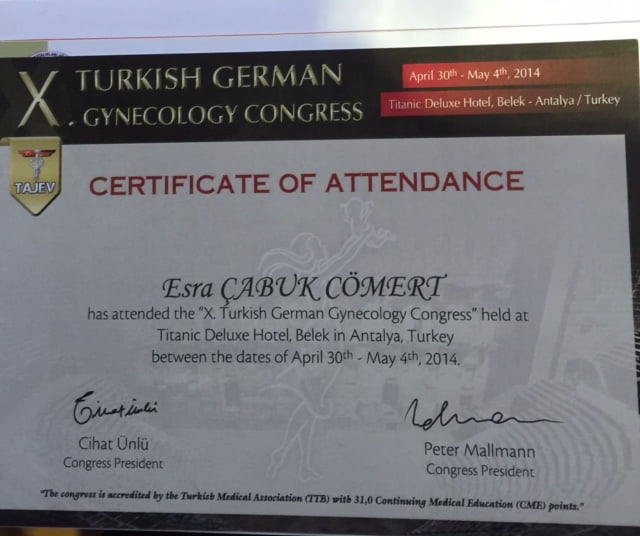 X. TURKISH GERMAN
GYNECOLOGY CONGRESS
April 30th - May 4th, 2014
Titanic Deluxe Hotel, Belek - Antalya / Turkey
TAJEV
CERTIFICATE OF ATTENDANCE
Esra ÇABUK CÖMERT
has attended the "X. Turkish German Gynecology Congress" held at
Titanic Deluxe Hotel, Belek in Antalya, Turkey
between the dates of April 30th - May 4th, 2014.
Cihat Ünlü
Congress President
Peter Mallmann
Congress President
"The congress is accredited by the Turkish Medical Association (TTB) with 31,0 Continuing Medical Education (CME) points."